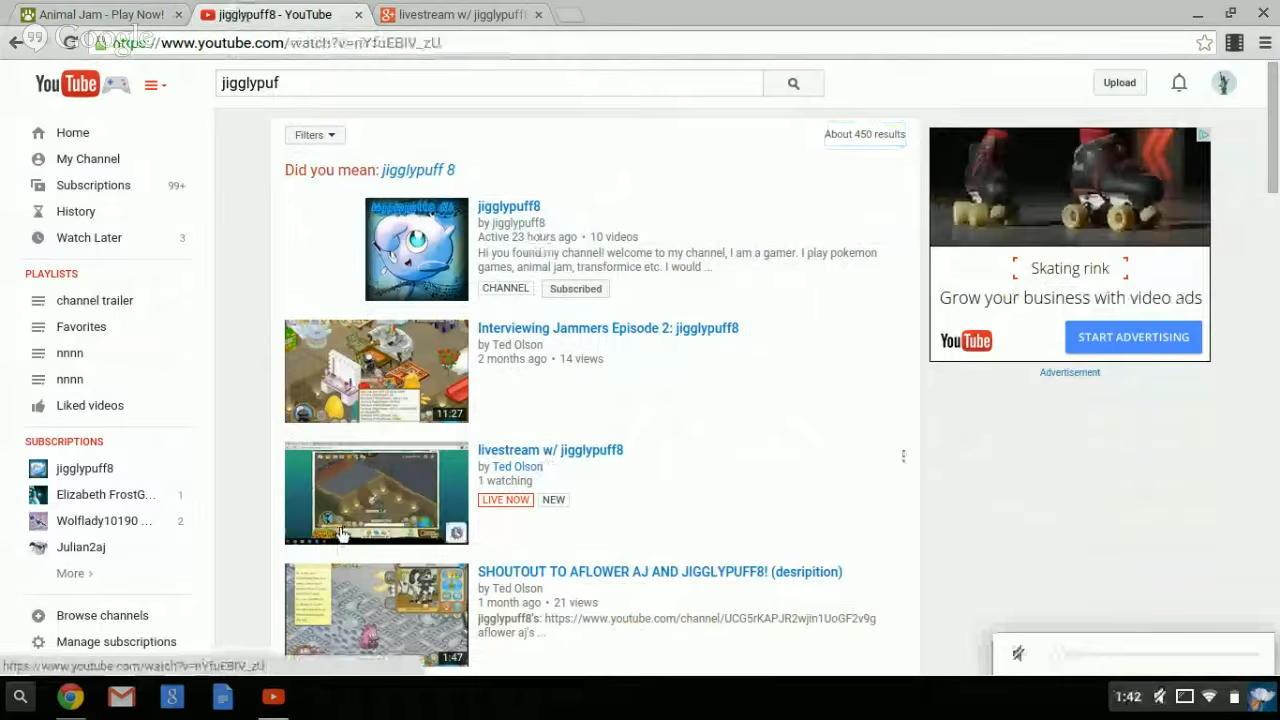 Animal Jam - Play Now!
jigglypuff8 - YouTube
livestream w/ jigglypuff
Google
https://www.youtube.com/watch?v=nYfuEBIV_zU
YouTube
jigglypuf
Upload
Home
My Channel
Subscriptions 99+
History
Watch Later 3
PLAYLISTS
channel trailer
Favorites
nnnn
nnnn
Liked videos
SUBSCRIPTIONS
jigglypuff8
Elizabeth FrostG... 1
Wolflady10190 ... 2
Julian2aj
More ›
Browse channels
Manage subscriptions
Filters
About 450 results
Did you mean: jigglypuff 8
jigglypuff8
by jigglypuff8
Active 23 hours ago • 10 videos
Hi you found my channel! welcome to my channel, I am a gamer. I play pokemon
games, animal jam, transformice etc. I would ...
CHANNEL Subscribed
Interviewing Jammers Episode 2: jigglypuff8
by Ted Olson
2 months ago • 14 views
11:27
livestream w/ jigglypuff8
by Ted Olson
1 watching
LIVE NOW NEW
SHOUTOUT TO AFLOWER AJ AND JIGGLYPUFF8! (desripition)
by Ted Olson
1 month ago • 21 views
jigglypuff8's: https://www.youtube.com/channel/UCG5rKAPJR2wjin1UoGF2v9g
aflower aj's ...
1:47
Skating rink
Grow your business with video ads
YouTube
START ADVERTISING
Advertisement
https://www.youtube.com/watch?v=nYfuEBIV_zU
1:42